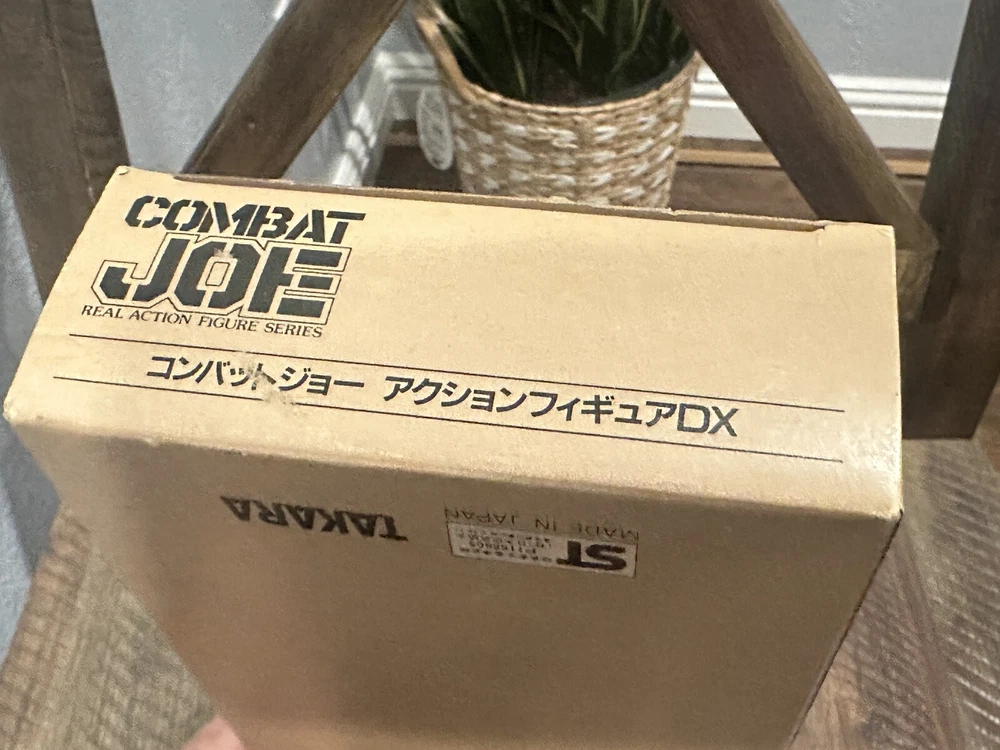 COMBAT
JOE
REAL ACTION FIGURE SERIES
コンバットジョー アクションフィギュアDX
TAKARA
MADE IN JAPAN
ST